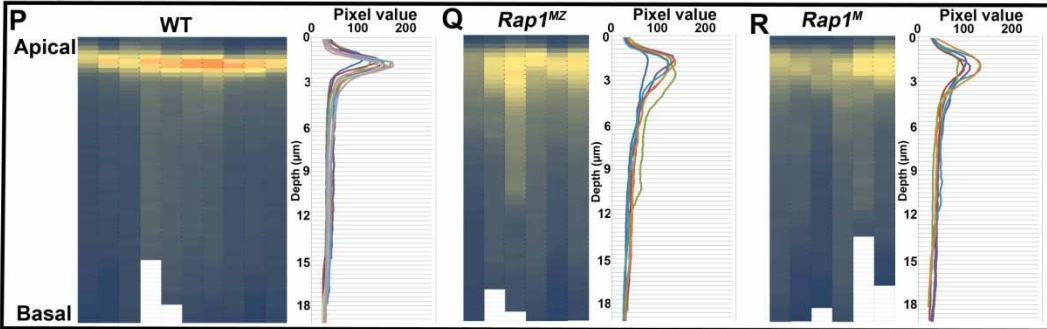 P
WT
Apical
Basal
Pixel value
0 100 200
0
3
6
9
12
15
18
Depth (μm)
Q
Rap1MZ
Pixel value
0 100 200
0
3
6
9
12
15
18
Depth (μm)
R
Rap1M
Pixel value
0 100 200
0
3
6
9
12
15
18
Depth (μm)